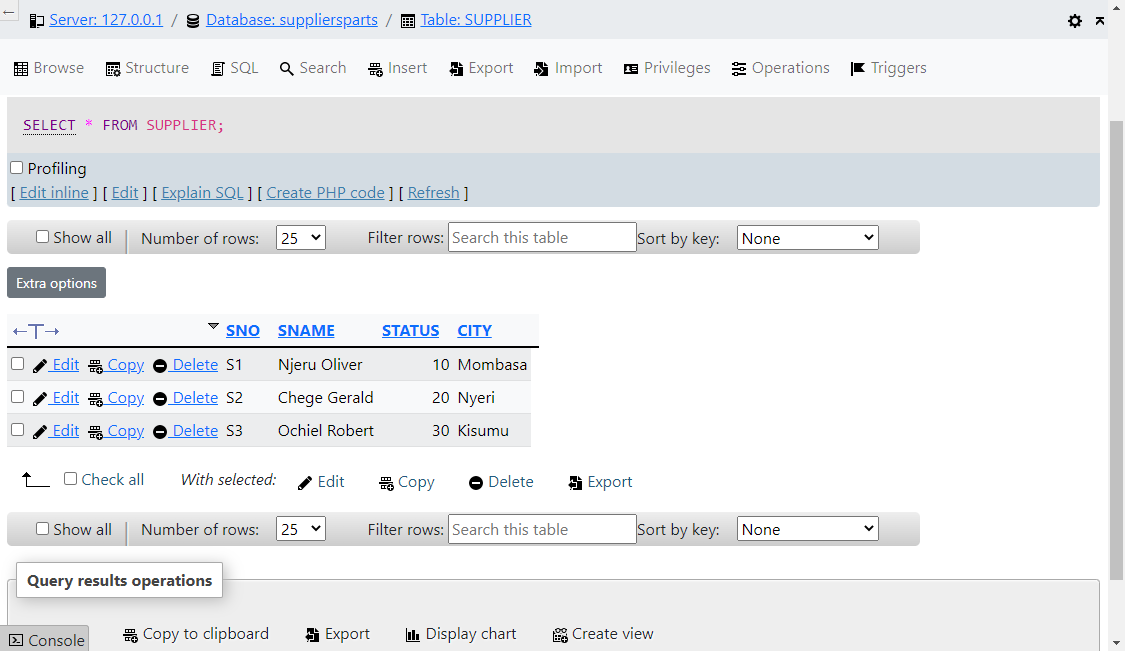 Server: 127.0.0.1 / Database: suppliersparts / Table: SUPPLIER
Browse Structure SQL Search Insert Export Import Privileges Operations Triggers
SELECT * FROM SUPPLIER;
Profiling
[ Edit inline ] [ Edit ] [ Explain SQL ] [ Create PHP code ] [ Refresh ]
Show all Number of rows: 25 Filter rows: Search this table Sort by key: None
Extra options
←T→ SNO SNAME STATUS CITY
Edit Copy Delete S1 Njeru Oliver 10 Mombasa
Edit Copy Delete S2 Chege Gerald 20 Nyeri
Edit Copy Delete S3 Ochiel Robert 30 Kisumu
Check all With selected: Edit Copy Delete Export
Show all Number of rows: 25 Filter rows: Search this table Sort by key: None
Query results operations
Copy to clipboard Export Display chart Create view
Console